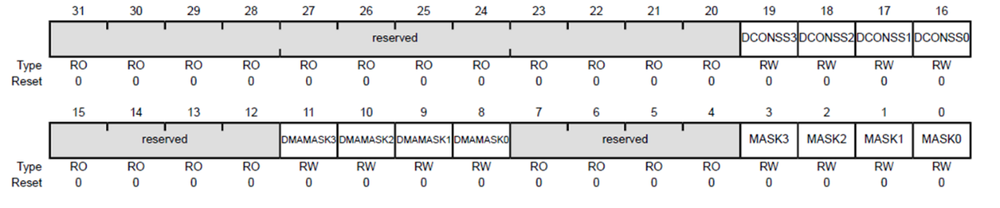 31 30 29 28 27 26 25 24 23 22 21 20 19 18 17 16
reserved DCONSS3 DCONSS2 DCONSS1 DCONSS0
Type RO RO RO RO RO RO RO RO RO RO RO RO RW RW RW RW
Reset 0 0 0 0 0 0 0 0 0 0 0 0 0 0 0 0
15 14 13 12 11 10 9 8 7 6 5 4 3 2 1 0
reserved DMAMASK3 DMAMASK2 DMAMASK1 DMAMASK0 reserved MASK3 MASK2 MASK1 MASK0
Type RO RO RO RO RW RW RW RW RO RO RO RO RW RW RW RW
Reset 0 0 0 0 0 0 0 0 0 0 0 0 0 0 0 0